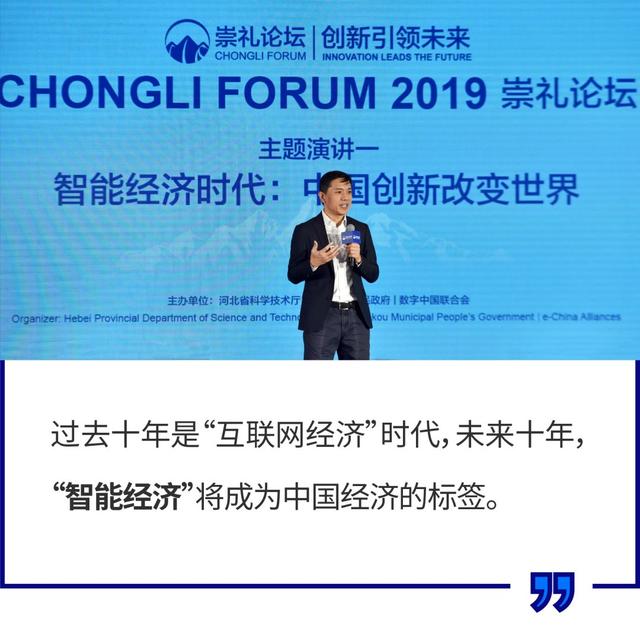 崇礼论坛 创新引领未来
CHONGLI FORUM INNOVATION LEADS THE FUTURE
CHONGLI FORUM 2019 崇礼论坛
主题演讲一
智能经济时代：中国创新改变世界
主办单位：河北省科学技术厅 民政府 | 数字中国联合会
Organizer: Hebei Provincial Department of Science and Techno kou Municipal People's Government | e-China Alliances
过去十年是“互联网经济”时代，未来十年，
“智能经济”将成为中国经济的标签。